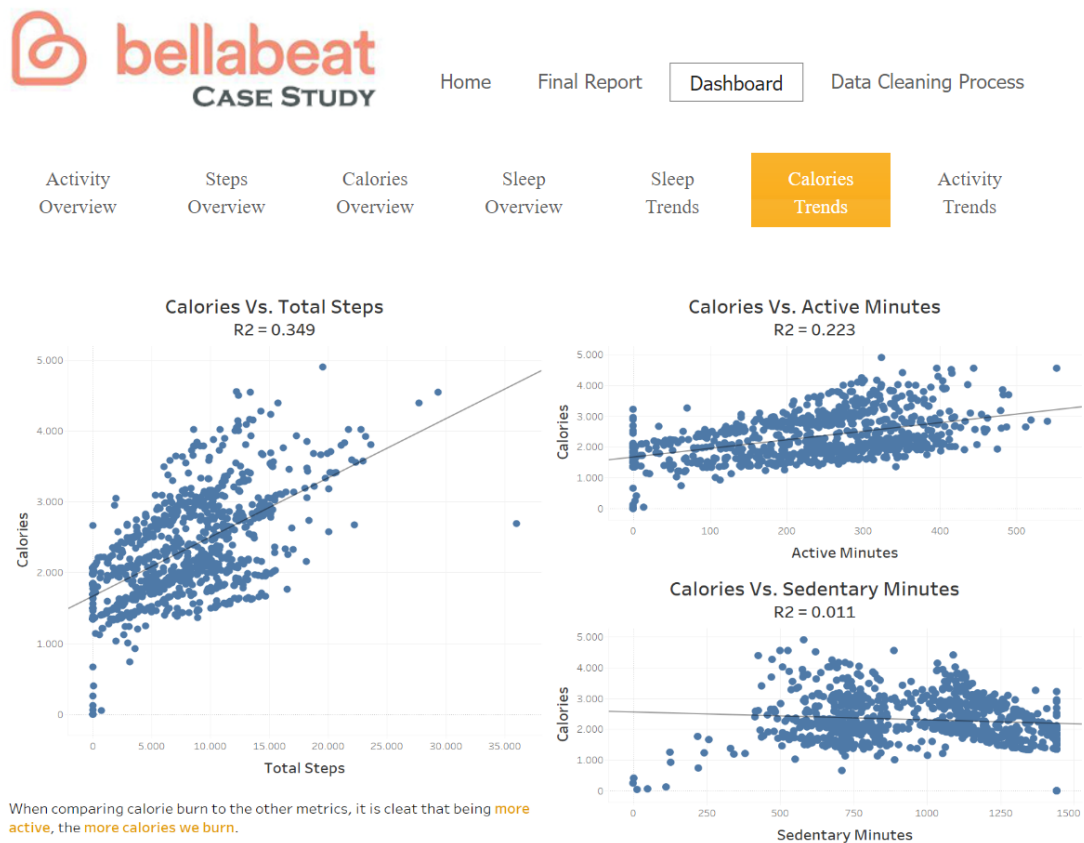 bellabeat
CASE STUDY
Home
Final Report
Dashboard
Data Cleaning Process
Activity
Overview
Steps
Overview
Calories
Overview
Sleep
Overview
Sleep
Trends
Calories
Trends
Activity
Trends
Calories Vs. Total Steps
R2 = 0.349
5.000
4.000
3.000
2.000
1.000
0
Calories
0
5.000
10.000
15.000
20.000
25.000
30.000
35.000
Total Steps
Calories Vs. Active Minutes
R2 = 0.223
5.000
4.000
3.000
2.000
1.000
0
Calories
0
100
200
300
400
500
Active Minutes
Calories Vs. Sedentary Minutes
R2 = 0.011
5.000
4.000
3.000
2.000
1.000
0
Calories
0
250
500
750
1000
1250
1500
Sedentary Minutes
When comparing calorie burn to the other metrics, it is cleat that being more
active, the more calories we burn.